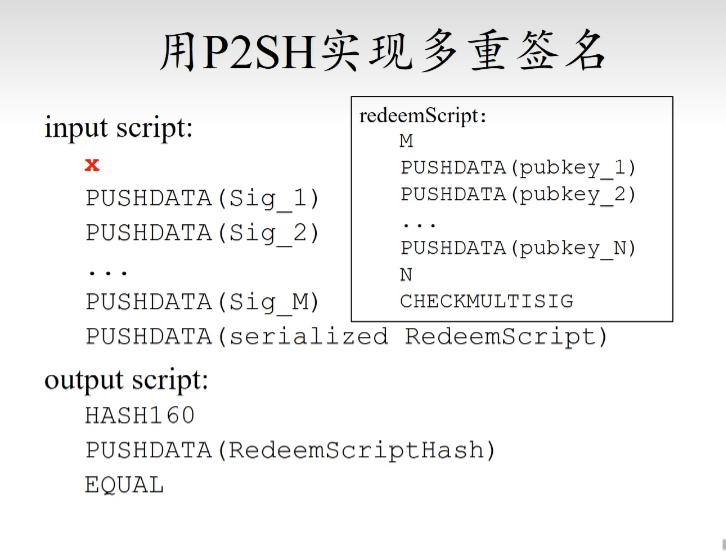 用P2SH实现多重签名
input script:
x
PUSHDATA(Sig_1)
PUSHDATA(Sig_2)
...
PUSHDATA(Sig_M)
PUSHDATA(serialized RedeemScript)
redeemScript:
M
PUSHDATA(pubkey_1)
PUSHDATA(pubkey_2)
...
PUSHDATA(pubkey_N)
N
CHECKMULTISIG
output script:
HASH160
PUSHDATA(RedeemScriptHash)
EQUAL